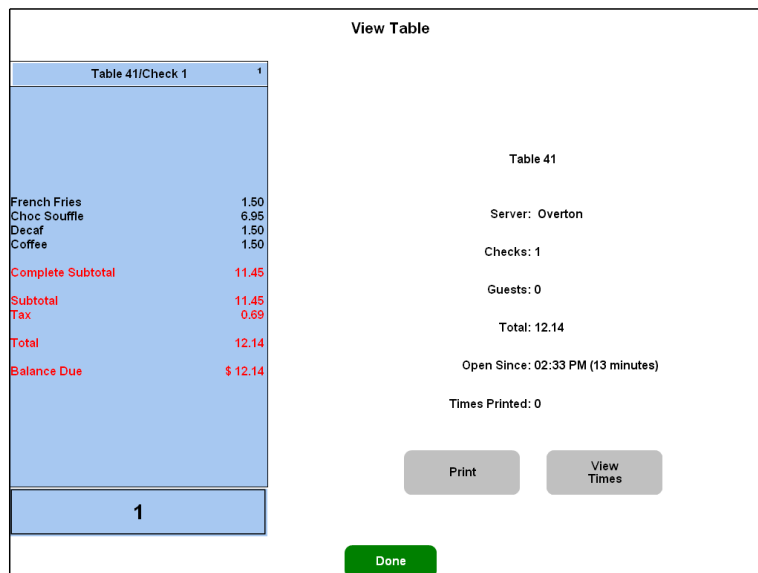 View Table
Table 41/Check 1 1
French Fries 1.50
Choc Souffle 6.95
Decaf 1.50
Coffee 1.50
Complete Subtotal 11.45
Subtotal 11.45
Tax 0.69
Total 12.14
Balance Due $ 12.14
1
Table 41
Server: Overton
Checks: 1
Guests: 0
Total: 12.14
Open Since: 02:33 PM (13 minutes)
Times Printed: 0
Print
View
Times
Done